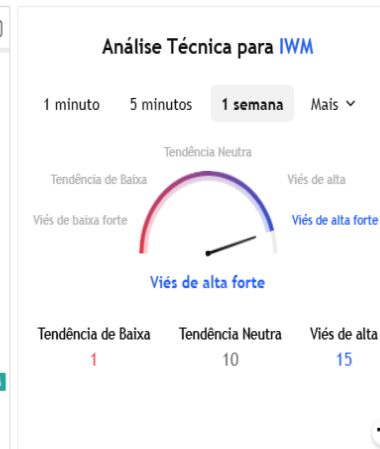 Análise Técnica para IWM
1 minuto 5 minutos 1 semana Mais
Tendência Neutra
Tendência de Baixa Viés de alta
Viés de baixa forte Viés de alta forte
Viés de alta forte
Tendência de Baixa Tendência Neutra Viés de alta
1 10 15